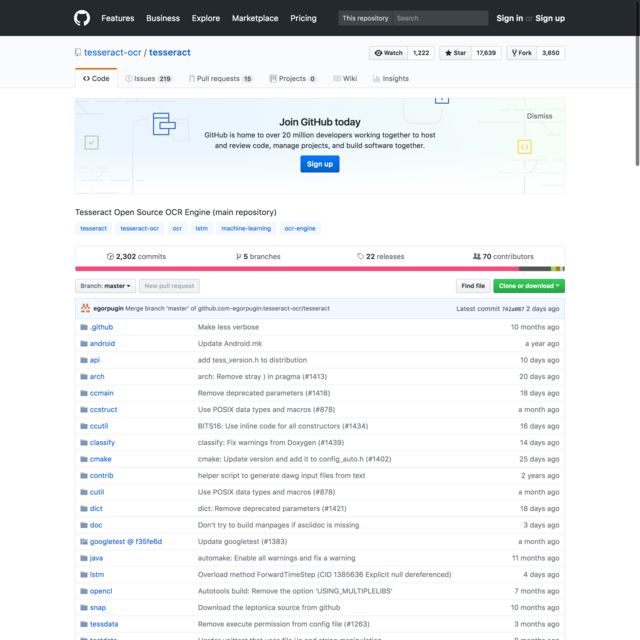 Features Business Explore Marketplace Pricing This repository Search Sign in or Sign up
tesseract-ocr / tesseract Watch 1,222 Star 17,639 Fork 3,650
Code Issues 219 Pull requests 15 Projects 0 Wiki Insights
Join GitHub today
Dismiss
GitHub is home to over 20 million developers working together to host
and review code, manage projects, and build software together.
Sign up
Tesseract Open Source OCR Engine (main repository)
tesseract tesseract-ocr ocr lstm machine-learning ocr-engine
2,302 commits 5 branches 22 releases 70 contributors
Branch: master New pull request Find file Clone or download
egorpugin Merge branch 'master' of github.com-egorpugin:tesseract-ocr/tesseract Latest commit 742a867 2 days ago
.github Make less verbose 10 months ago
android Update Android.mk a year ago
api add tess_version.h to distribution 10 days ago
arch arch: Remove stray ) in pragma (#1413) 20 days ago
ccmain Remove deprecated parameters (#1418) 18 days ago
ccstruct Use POSIX data types and macros (#878) a month ago
ccutil BITS16: Use inline code for all constructors (#1434) 16 days ago
classify classify: Fix warnings from Doxygen (#1439) 14 days ago
cmake cmake: Update version and add it to config_auto.h (#1402) 25 days ago
contrib helper script to generate dawg input files from text 2 years ago
cutil Use POSIX data types and macros (#878) a month ago
dict dict: Remove deprecated parameters (#1421) 18 days ago
doc Don't try to build manpages if asciidoc is missing 3 days ago
googletest @ f35fe6d Update googletest (#1383) a month ago
java automake: Enable all warnings and fix a warning 11 months ago
lstm Overload method ForwardTimeStep (CID 1385636 Explicit null dereferenced) 4 days ago
opencl Autotools build: Remove the option 'USING_MULTIPLELIBS' 7 months ago
snap Download the leptonica source from github 10 months ago
tessdata Remove execute permission from config file (#1263) 3 months ago